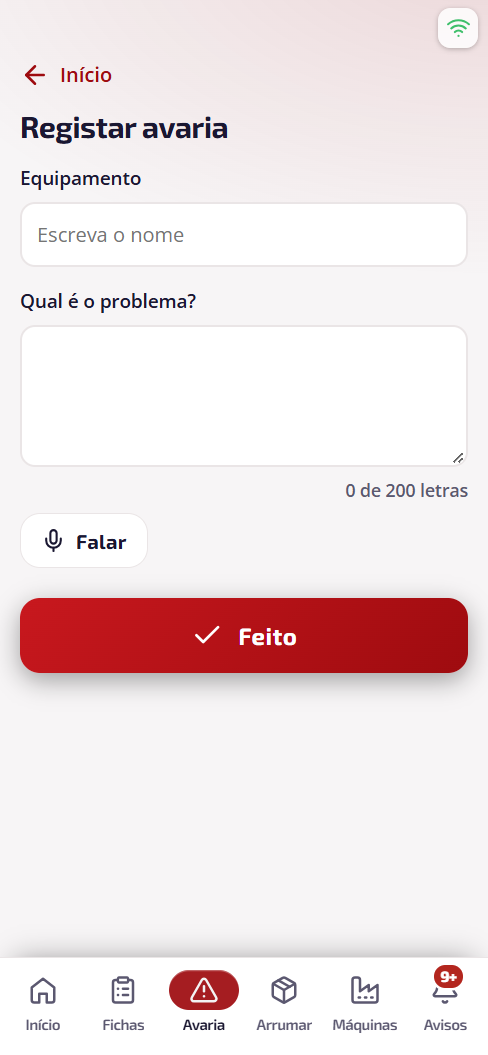 Início
Registar avaria
Equipamento
Escreva o nome
Qual é o problema?
0 de 200 letras
Falar
Feito
9+
Início
Fichas
Avaria
Arrumar
Máquinas
Avisos